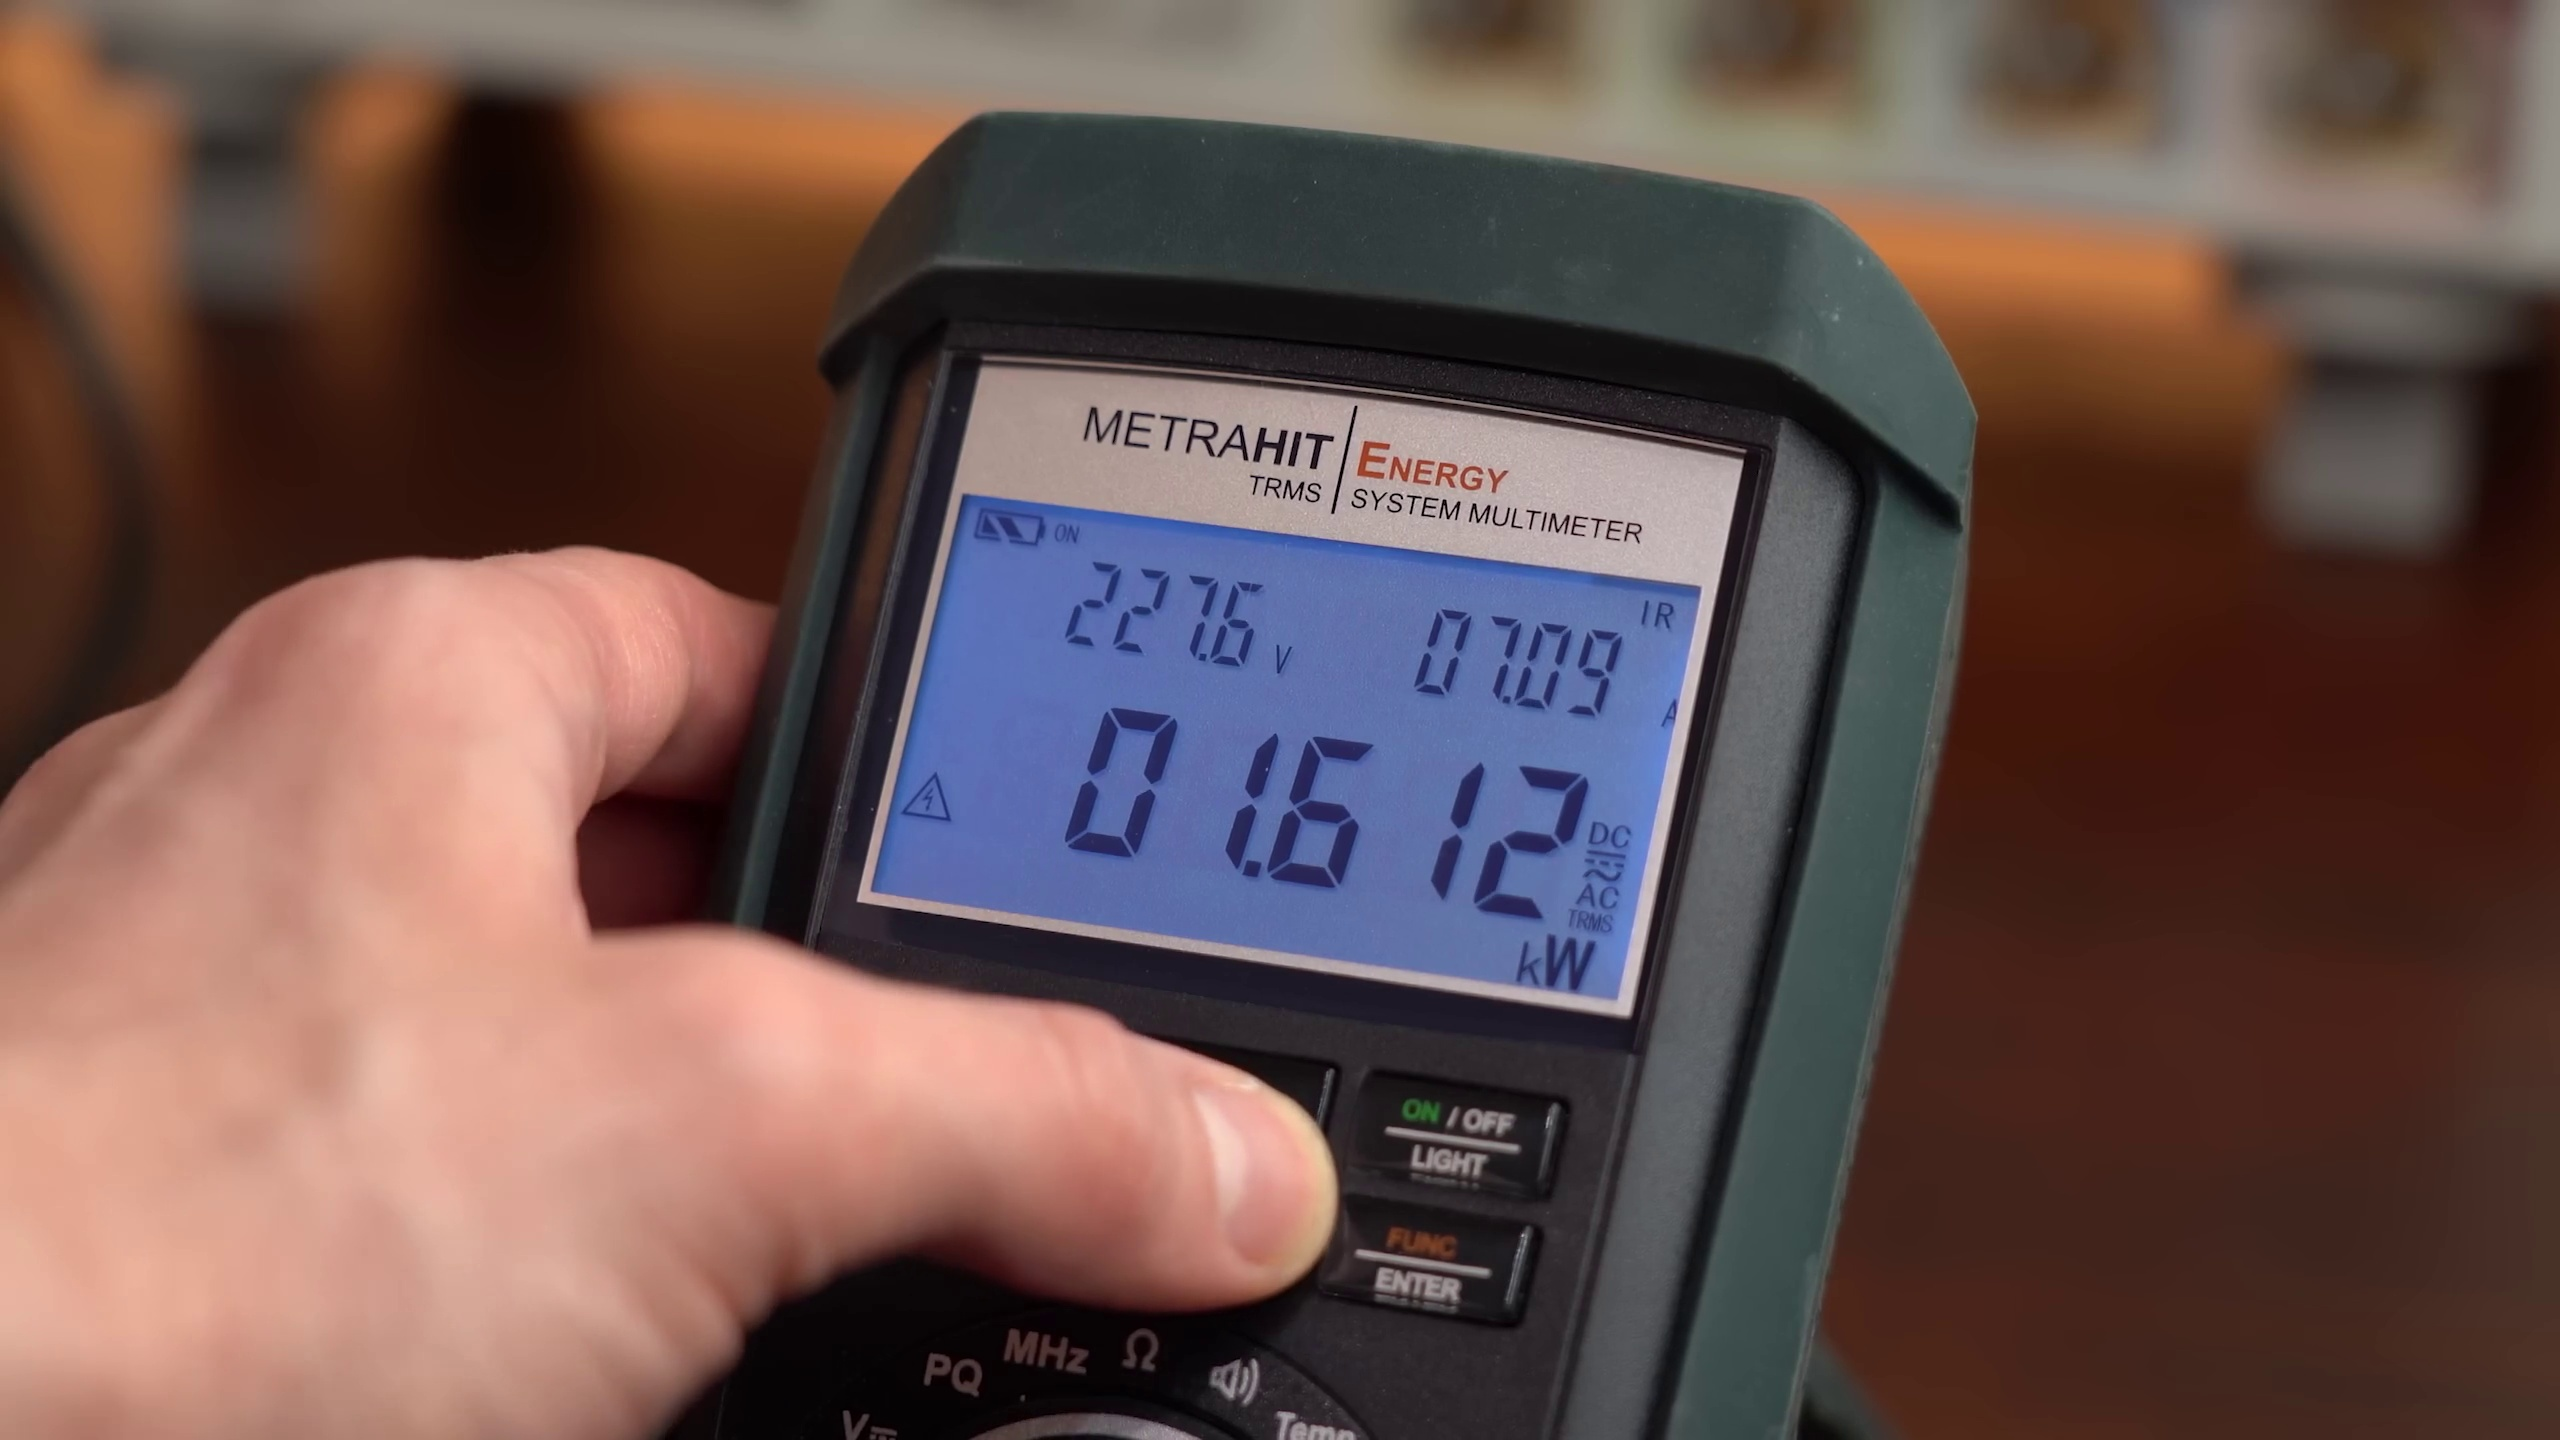 METRAHIT ENERGY
TRMS SYSTEM MULTIMETER
ON
IR
227.6 V 07.09 A
01.612
DC
AC
TRMS
kW
ON / OFF
LIGHT
FUNC
ENTER
PQ MHz Ω
V Temp